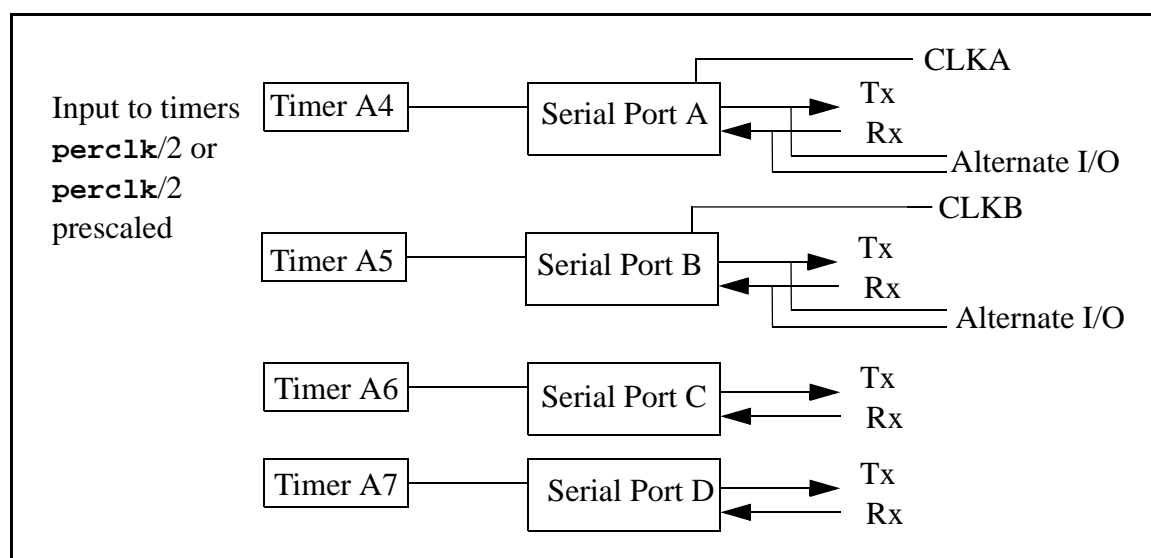 Input to timers
perclk/2 or
perclk/2
prescaled
Timer A4
Serial Port A
CLKA
Tx
Rx
Alternate I/O
Timer A5
Serial Port B
CLKB
Tx
Rx
Alternate I/O
Timer A6
Serial Port C
Tx
Rx
Timer A7
Serial Port D
Tx
Rx